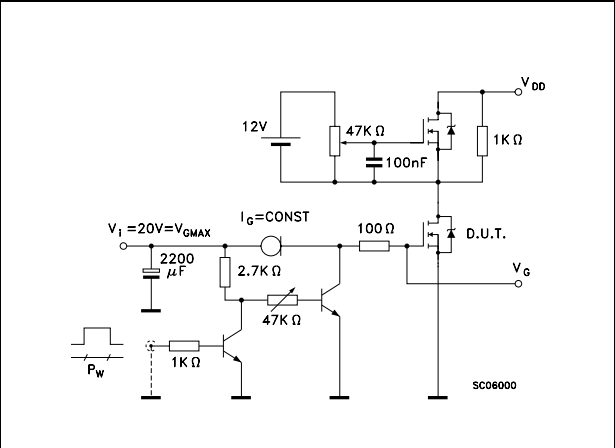 V_DD
12V
47KΩ
1KΩ
100nF
I_G=CONST
V_i=20V=V_GMAX
100Ω
D.U.T.
2200
μF
2.7KΩ
V_G
47KΩ
1KΩ
P_W
SC06000